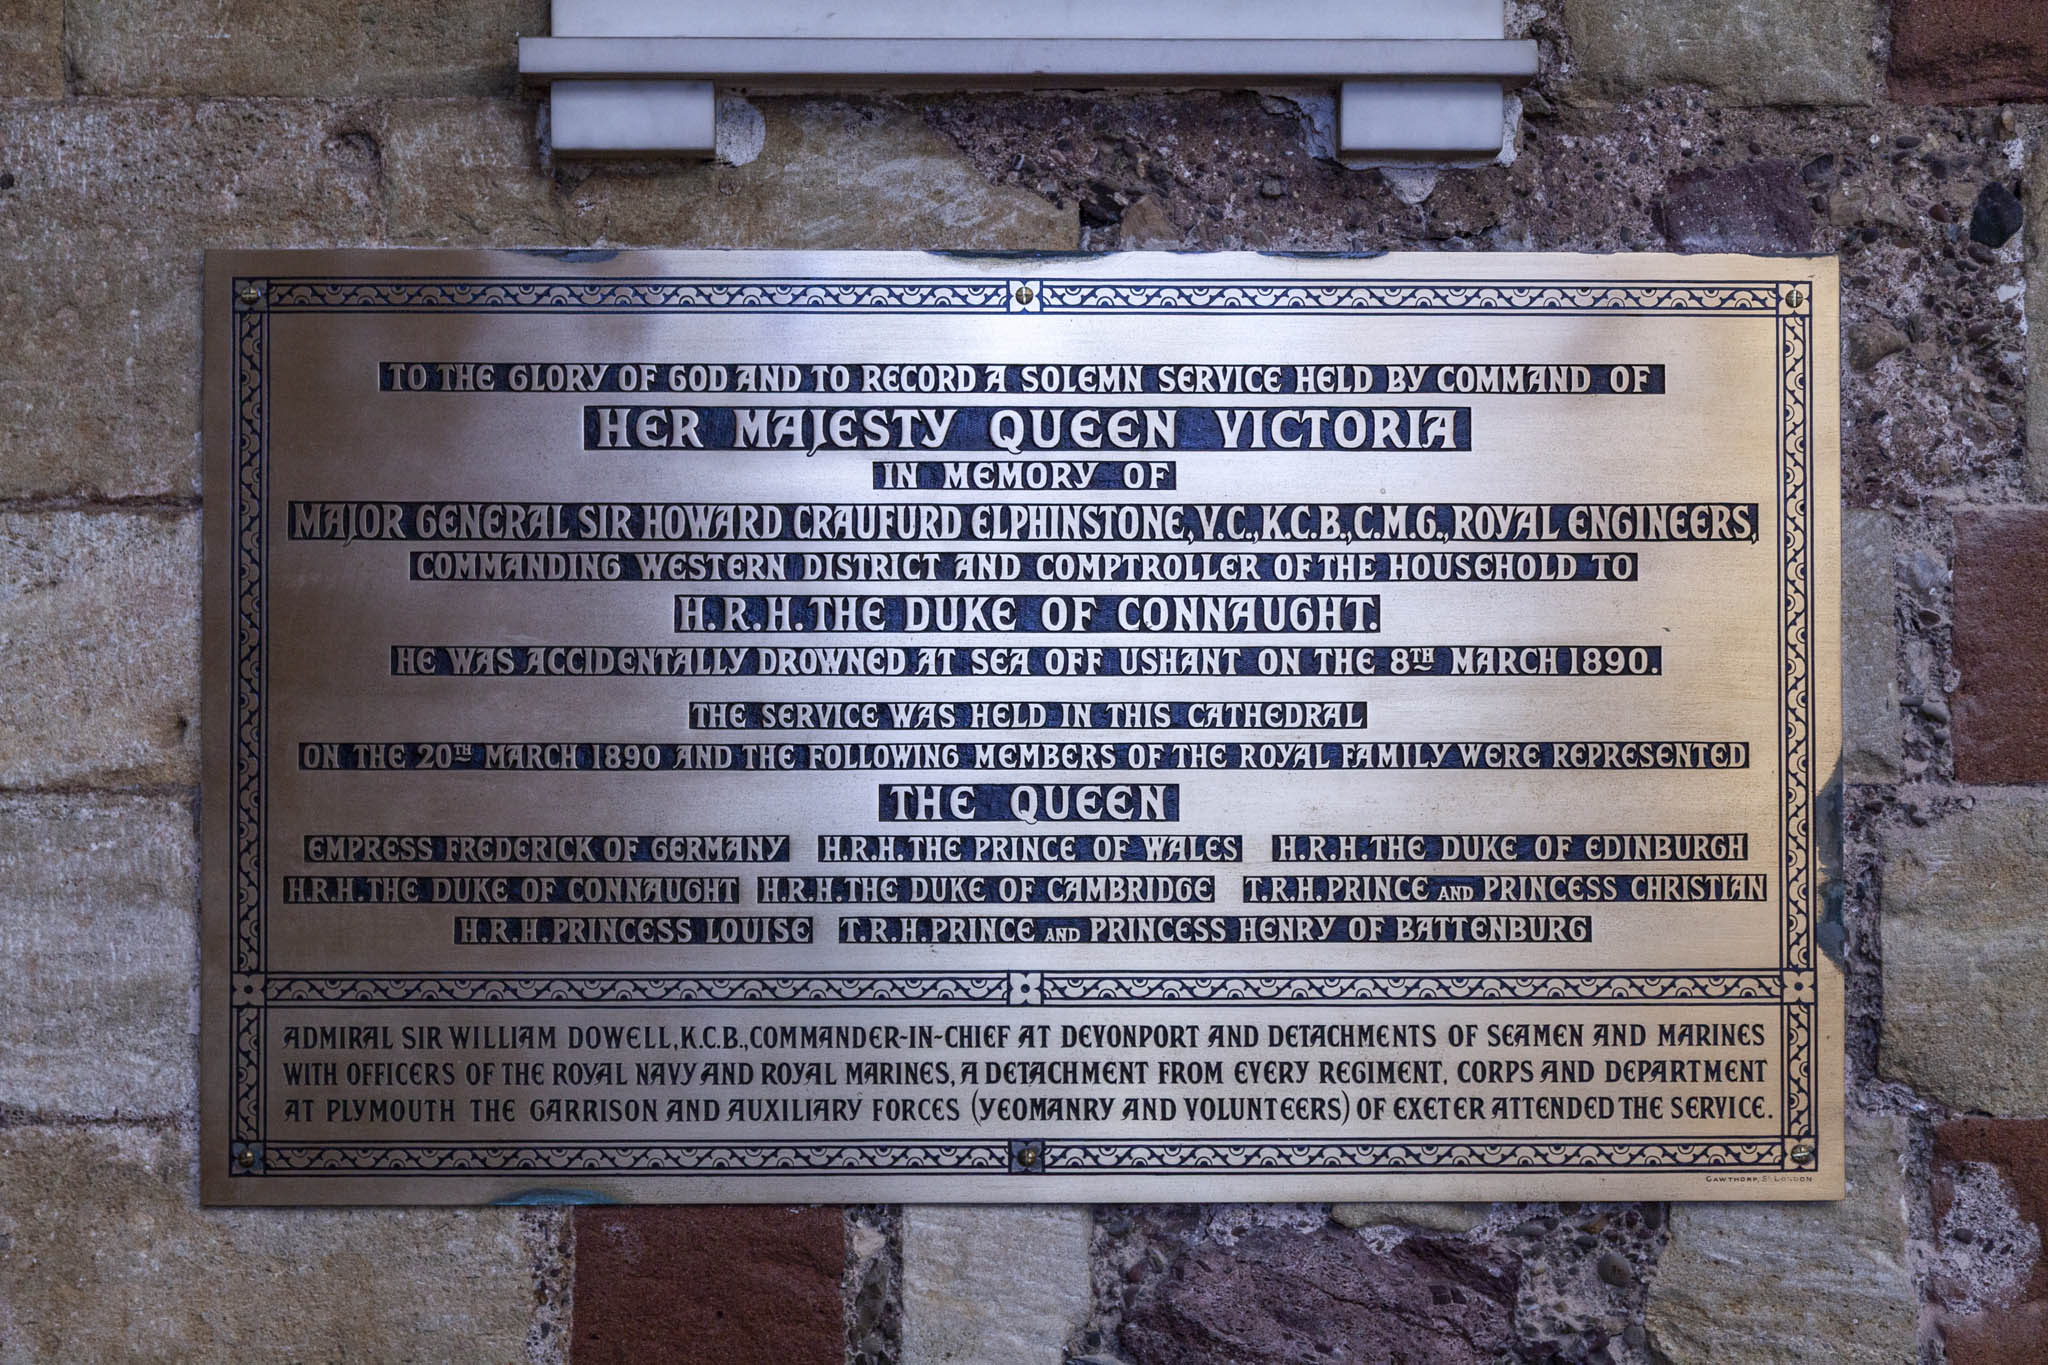 TO THE GLORY OF GOD AND TO RECORD A SOLEMN SERVICE HELD BY COMMAND OF
HER MAJESTY QUEEN VICTORIA
IN MEMORY OF
MAJOR GENERAL SIR HOWARD CRAUFURD ELPHINSTONE, V.C., K.C.B., C.M.G., ROYAL ENGINEERS,
COMMANDING WESTERN DISTRICT AND COMPTROLLER OF THE HOUSEHOLD TO
H.R.H. THE DUKE OF CONNAUGHT.
HE WAS ACCIDENTALLY DROWNED AT SEA OFF USHANT ON THE 8TH MARCH 1890.
THE SERVICE WAS HELD IN THIS CATHEDRAL
ON THE 20TH MARCH 1890 AND THE FOLLOWING MEMBERS OF THE ROYAL FAMILY WERE REPRESENTED
THE QUEEN
EMPRESS FREDERICK OF GERMANY H.R.H. THE PRINCE OF WALES H.R.H. THE DUKE OF EDINBURGH
H.R.H. THE DUKE OF CONNAUGHT H.R.H. THE DUKE OF CAMBRIDGE T.R.H. PRINCE AND PRINCESS CHRISTIAN
H.R.H. PRINCESS LOUISE T.R.H. PRINCE AND PRINCESS HENRY OF BATTENBURG
ADMIRAL SIR WILLIAM DOWELL, K.C.B., COMMANDER-IN-CHIEF AT DEVONPORT AND DETACHMENTS OF SEAMEN AND MARINES
WITH OFFICERS OF THE ROYAL NAVY AND ROYAL MARINES, A DETACHMENT FROM EVERY REGIMENT, CORPS AND DEPARTMENT
AT PLYMOUTH THE GARRISON AND AUXILIARY FORCES (YEOMANRY AND VOLUNTEERS) OF EXETER ATTENDED THE SERVICE.
GAWTHORP, SC LONDON